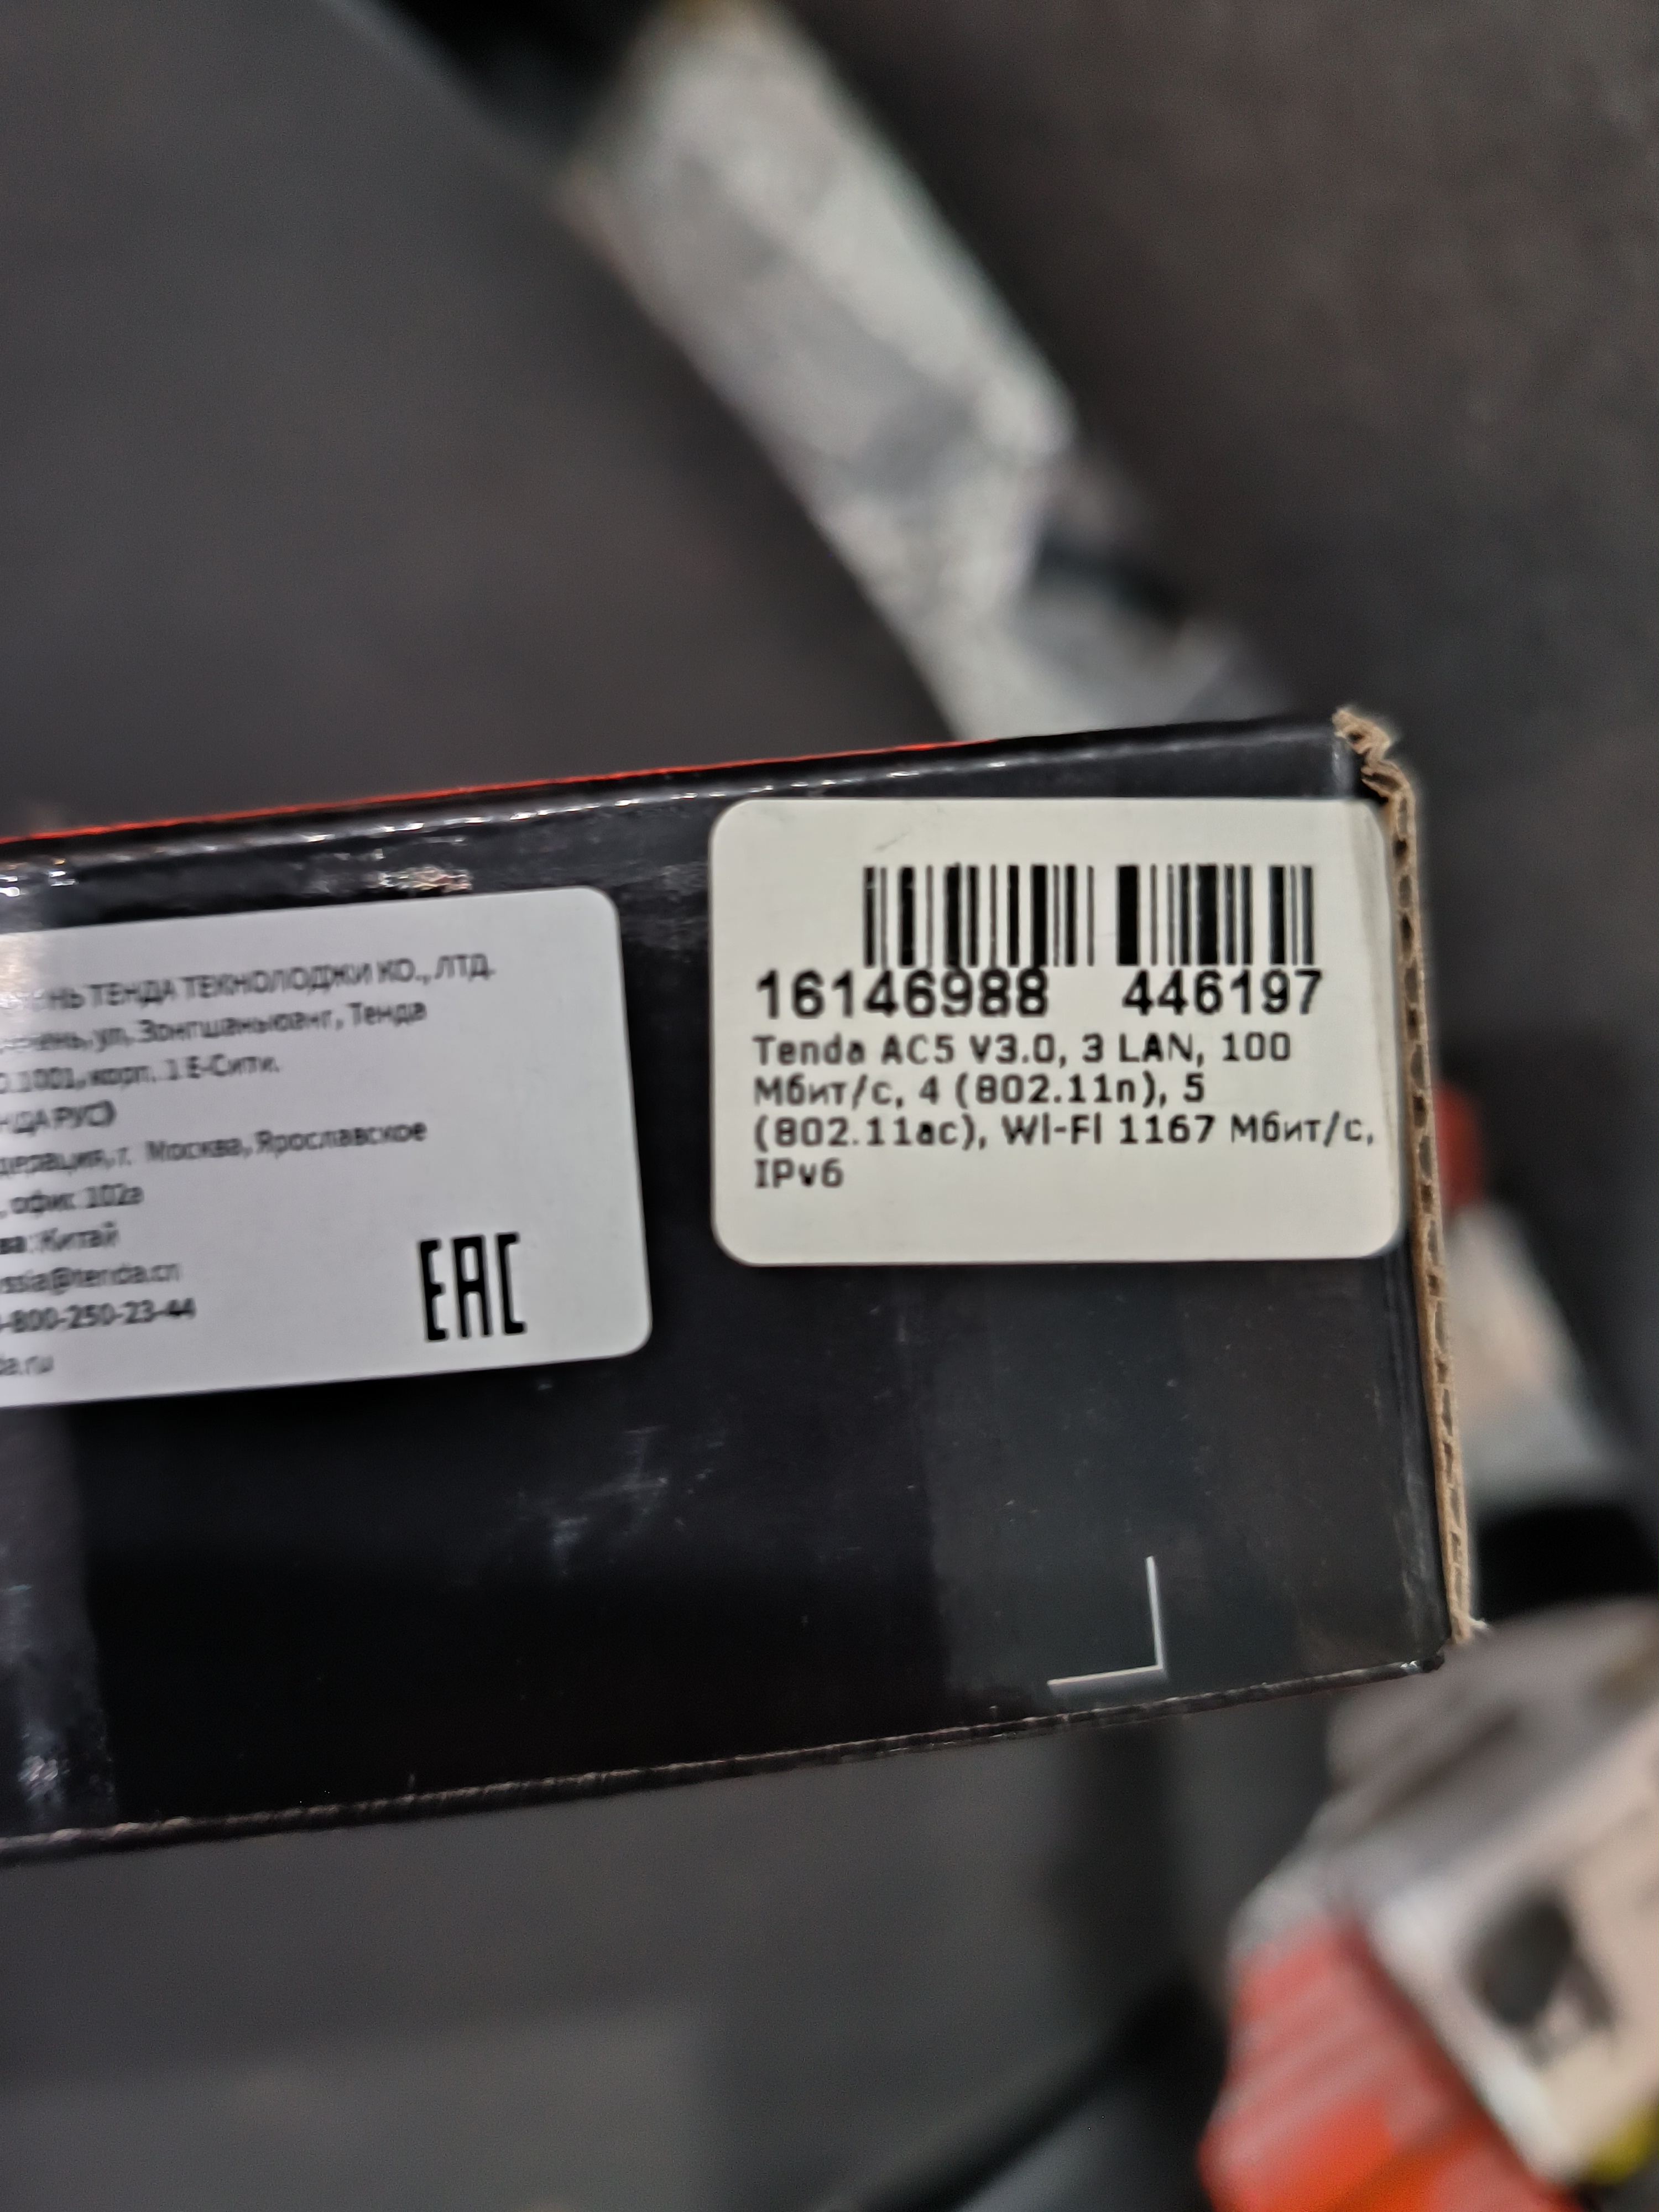 ТЕНДА ТЕХНОЛОДЖИ КО., ЛТД.
ул. Зонгшаньюанг, Тенда
1001, корп. 1 Е-Сити.
РУС)
г. Москва, Ярославское
, офис 102а
Китай
@tenda.cn
-800-250-23-44
EAC
16146988 446197
Tenda AC5 V3.0, 3 LAN, 100
Мбит/с, 4 (802.11n), 5
(802.11ac), Wi-Fi 1167 Мбит/с,
IPv6